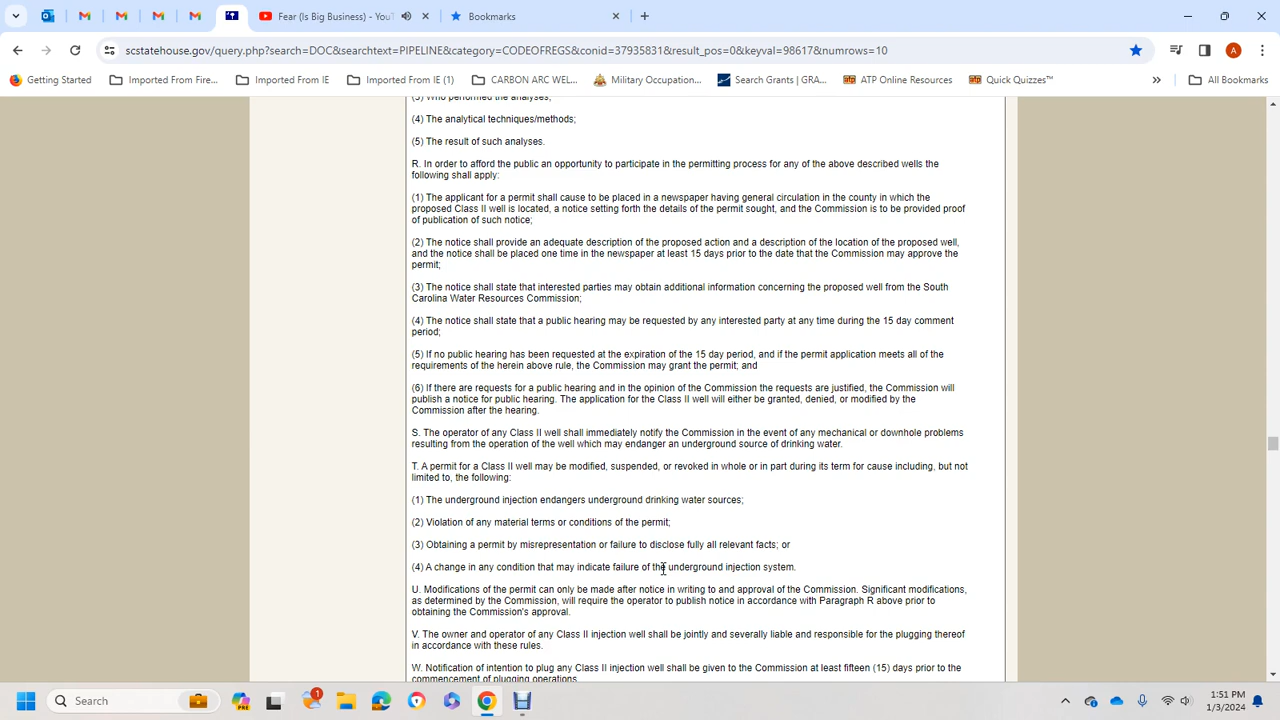 Fear (Is Big Business) - YouT
Bookmarks
scstatehouse.gov/query.php?search=DOC&searchtext=PIPELINE&category=CODEOFREGS&conid=37935831&result_pos=0&keyval=98617&numrows=10
A
Getting Started
Imported From Fire...
Imported From IE
Imported From IE (1)
CARBON ARC WEL...
Military Occupation...
Search Grants | GRA...
ATP Online Resources
Quick Quizzes™
All Bookmarks
(3) Who performed the analyses;
(4) The analytical techniques/methods;
(5) The result of such analyses.
R. In order to afford the public an opportunity to participate in the permitting process for any of the above described wells the
following shall apply:
(1) The applicant for a permit shall cause to be placed in a newspaper having general circulation in the county in which the
proposed Class II well is located, a notice setting forth the details of the permit sought, and the Commission is to be provided proof
of publication of such notice;
(2) The notice shall provide an adequate description of the proposed action and a description of the location of the proposed well,
and the notice shall be placed one time in the newspaper at least 15 days prior to the date that the Commission may approve the
permit;
(3) The notice shall state that interested parties may obtain additional information concerning the proposed well from the South
Carolina Water Resources Commission;
(4) The notice shall state that a public hearing may be requested by any interested party at any time during the 15 day comment
period;
(5) If no public hearing has been requested at the expiration of the 15 day period, and if the permit application meets all of the
requirements of the herein above rule, the Commission may grant the permit; and
(6) If there are requests for a public hearing and in the opinion of the Commission the requests are justified, the Commission will
publish a notice for public hearing. The application for the Class II well will either be granted, denied, or modified by the
Commission after the hearing.
S. The operator of any Class II well shall immediately notify the Commission in the event of any mechanical or downhole problems
resulting from the operation of the well which may endanger an underground source of drinking water.
T. A permit for a Class II well may be modified, suspended, or revoked in whole or in part during its term for cause including, but not
limited to, the following:
(1) The underground injection endangers underground drinking water sources;
(2) Violation of any material terms or conditions of the permit;
(3) Obtaining a permit by misrepresentation or failure to disclose fully all relevant facts; or
(4) A change in any condition that may indicate failure of the underground injection system.
U. Modifications of the permit can only be made after notice in writing to and approval of the Commission. Significant modifications,
as determined by the Commission, will require the operator to publish notice in accordance with Paragraph R above prior to
obtaining the Commission's approval.
V. The owner and operator of any Class II injection well shall be jointly and severally liable and responsible for the plugging thereof
in accordance with these rules.
W. Notification of intention to plug any Class II injection well shall be given to the Commission at least fifteen (15) days prior to the
commencement of plugging operations.
Search
PRE
1
1:51 PM
1/3/2024